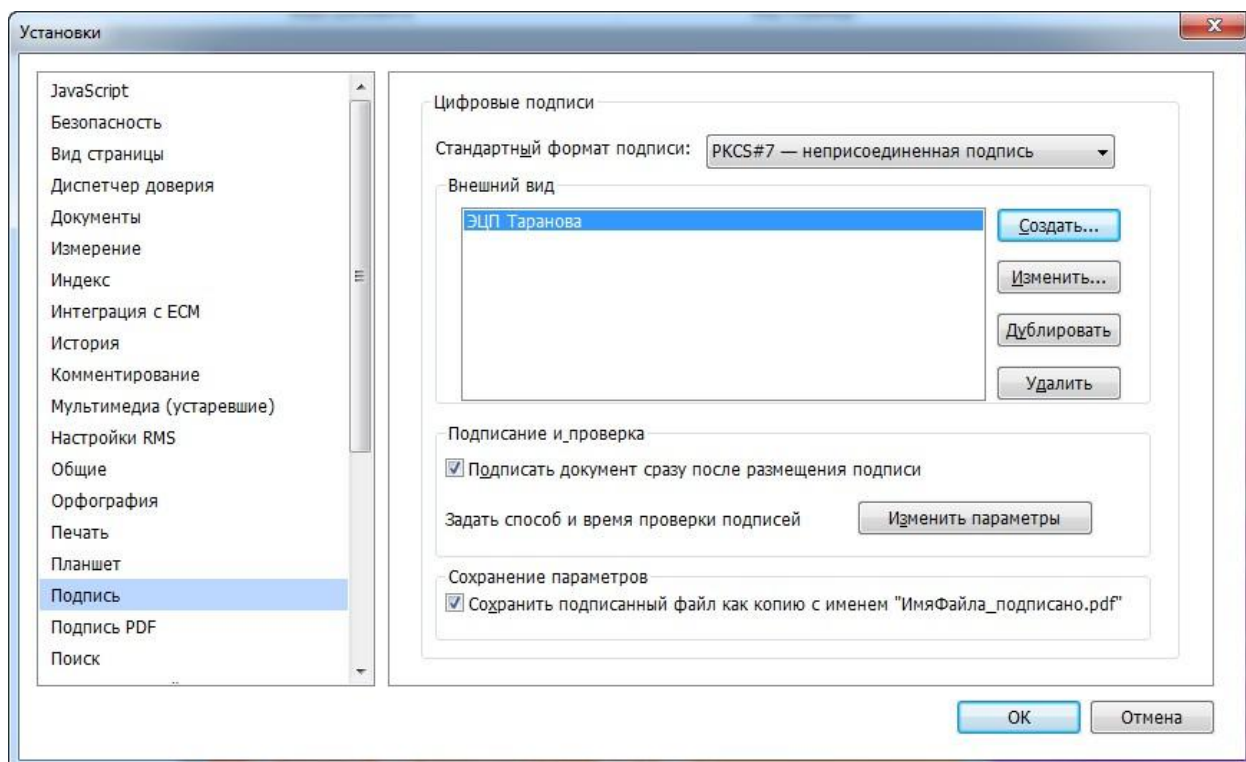 Установки
JavaScript
Безопасность
Вид страницы
Диспетчер доверия
Документы
Измерение
Индекс
Интеграция с ECM
История
Комментирование
Мультимедиа (устаревшие)
Настройки RMS
Общие
Орфография
Печать
Планшет
Подпись
Подпись PDF
Поиск
Цифровые подписи
Стандартный формат подписи: PKCS#7 — неприсоединенная подпись
Внешний вид
ЭЦП Таранова
Создать...
Изменить...
Дублировать
Удалить
Подписание и_проверка
Подписать документ сразу после размещения подписи
Задать способ и время проверки подписей Изменить параметры
Сохранение параметров
Сохранить подписанный файл как копию с именем "ИмяФайла_подписано.pdf"
ОК Отмена